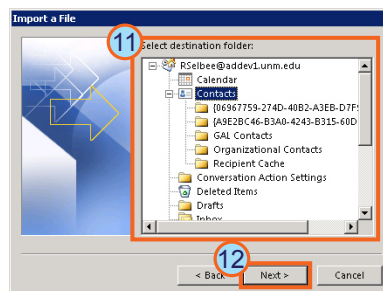 Import a File
11
Select destination folder:
RSelbee@addev1.unm.edu
Calendar
Contacts
{06967759-274D-40B2-A3EB-D7F5
{A9E2BC46-B3A0-4243-B315-60D
GAL Contacts
Organizational Contacts
Recipient Cache
Conversation Action Settings
Deleted Items
Drafts
Inbox
12
< Back
Next >
Cancel